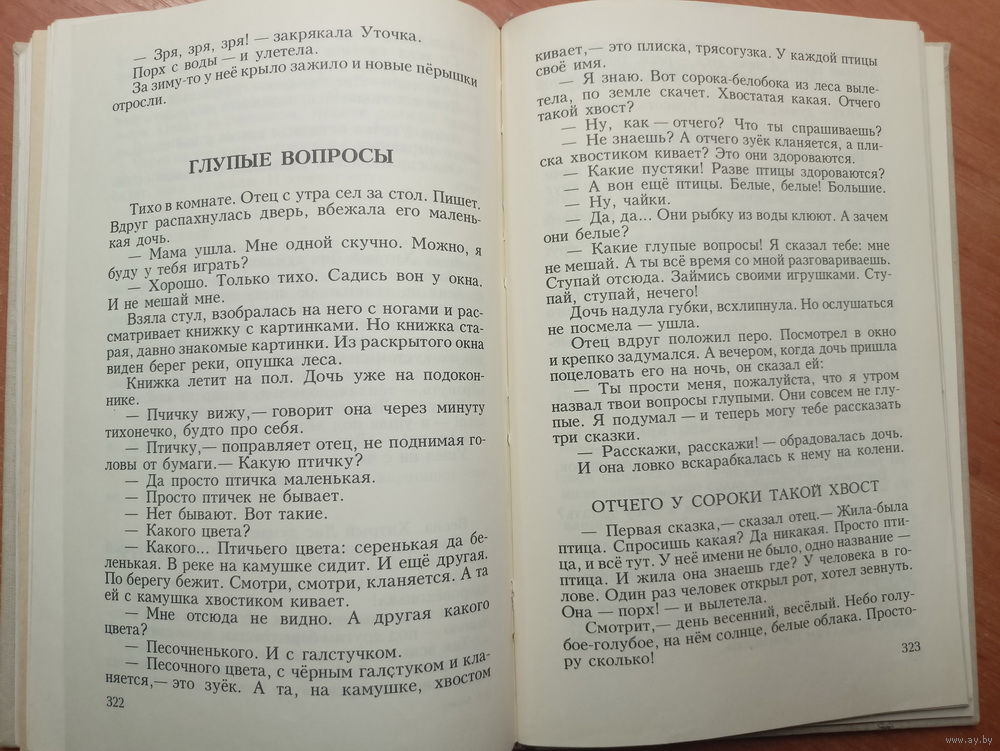 — Зря, зря, зря! — закрякала Уточка.
Порх с воды — и улетела.
За зиму-то у неё крыло зажило и новые пёрышки
отросли.
ГЛУПЫЕ ВОПРОСЫ
Тихо в комнате. Отец с утра сел за стол. Пишет.
Вдруг распахнулась дверь, вбежала его малень-
кая дочь.
— Мама ушла. Мне одной скучно. Можно, я
буду у тебя играть?
— Хорошо. Только тихо. Садись вон у окна.
И не мешай мне.
Взяла стул, взобралась на него с ногами и рас-
сматривает книжку с картинками. Но книжка ста-
рая, давно знакомые картинки. Из раскрытого окна
виден берег реки, опушка леса.
Книжка летит на пол. Дочь уже на подокон-
нике.
— Пчичку вижу,— говорит она через минуту
тихонечко, будто про себя.
— Птичку,— поправляет отец, не поднимая го-
ловы от бумаги.— Какую птичку?
— Да просто птичка маленькая.
— Просто птичек не бывает.
— Нет бывают. Вот такие.
— Какого цвета?
— Какого... Птичьего цвета: серенькая да бе-
ленькая. В реке на камушке сидит. И ещё другая.
По берегу бежит. Смотри, смотри, кланяется. А та
ей с камушка хвостиком кивает.
— Мне отсюда не видно. А другая какого
цвета?
— Песочненького. И с галстучком.
— Песочного цвета, с чёрным галстуком и кла-
няется,— это зуёк. А та, на камушке, хвостом
322
кивает,— это плиска, трясогузка. У каждой птицы
своё имя.
— Я знаю. Вот сорока-белобока из леса выле-
тела, по земле скачет. Хвостатая какая. Отчего
такой хвост?
— Ну, как — отчего? Что ты спрашиваешь?
— Не знаешь? А отчего зуёк кланяется, а пли-
ска хвостиком кивает? Это они здороваются.
— Какие пустяки! Разве птицы здороваются?
— А вон ещё птицы. Белые, белые! Большие.
— Ну, чайки.
— Да, да... Они рыбку из воды клюют. А зачем
они белые?
— Какие глупые вопросы! Я сказал тебе: мне
не мешай. А ты всё время со мной разговариваешь.
Ступай отсюда. Займись своими игрушками. Сту-
пай, ступай, нечего!
Дочь надула губки, всхлипнула. Но ослушаться
не посмела — ушла.
Отец вдруг положил перо. Посмотрел в окно
и крепко задумался. А вечером, когда дочь пришла
поцеловать его на ночь, он сказал ей:
— Ты прости меня, пожалуйста, что я утром
назвал твои вопросы глупыми. Они совсем не глу-
пые. Я подумал — и теперь могу тебе рассказать
три сказки.
— Расскажи, расскажи! — обрадовалась дочь.
И она ловко вскарабкалась к нему на колени.
ОТЧЕГО У СОРОКИ ТАКОЙ ХВОСТ
— Первая сказка,— сказал отец.— Жила-была
птица. Спросишь какая? Да никакая. Просто пти-
ца, и всё тут. У неё имени не было, одно название —
птица. И жила она знаешь где? У человека в го-
лове. Один раз человек открыл рот, хотел зевнуть.
Она — порх! — и вылетела.
Смотрит,— день весенний, весёлый. Небо голу-
бое-голубое, на нём солнце, белые облака. Просто-
ру сколько!
323
www.ay.by